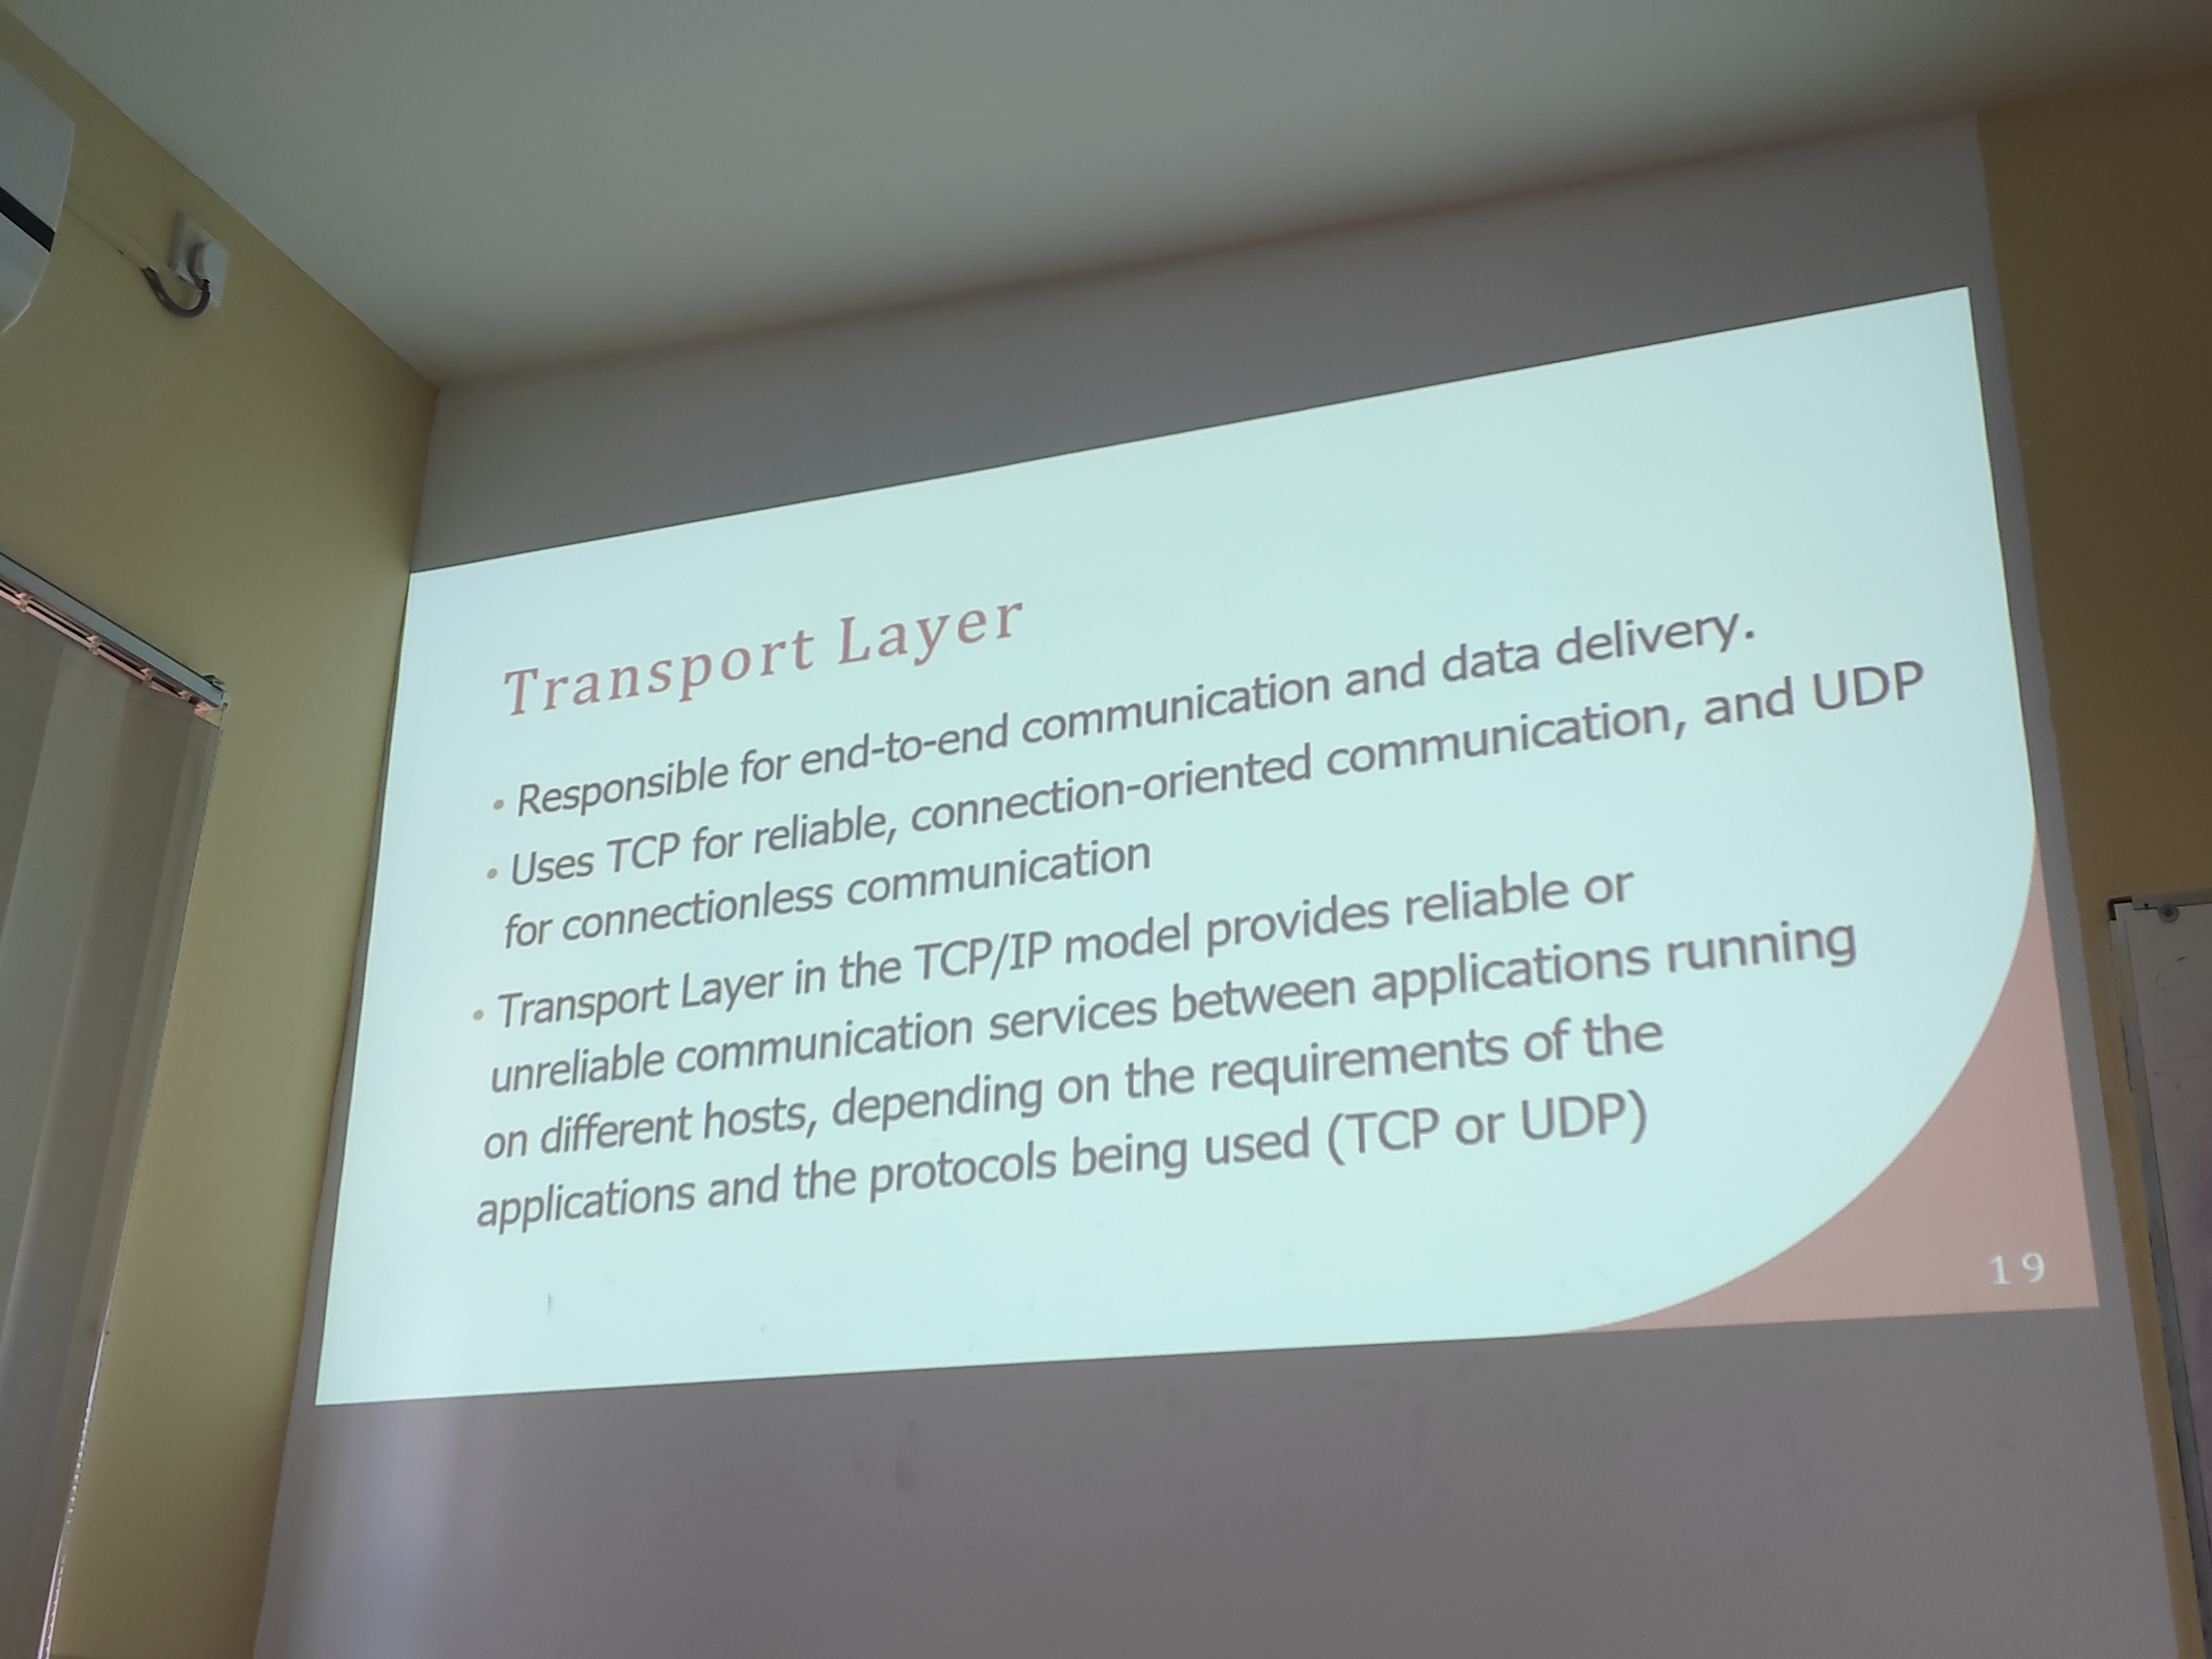 Transport Layer
• Responsible for end-to-end communication and data delivery.
• Uses TCP for reliable, connection-oriented communication, and UDP
for connectionless communication
• Transport Layer in the TCP/IP model provides reliable or
unreliable communication services between applications running
on different hosts, depending on the requirements of the
applications and the protocols being used (TCP or UDP)
19